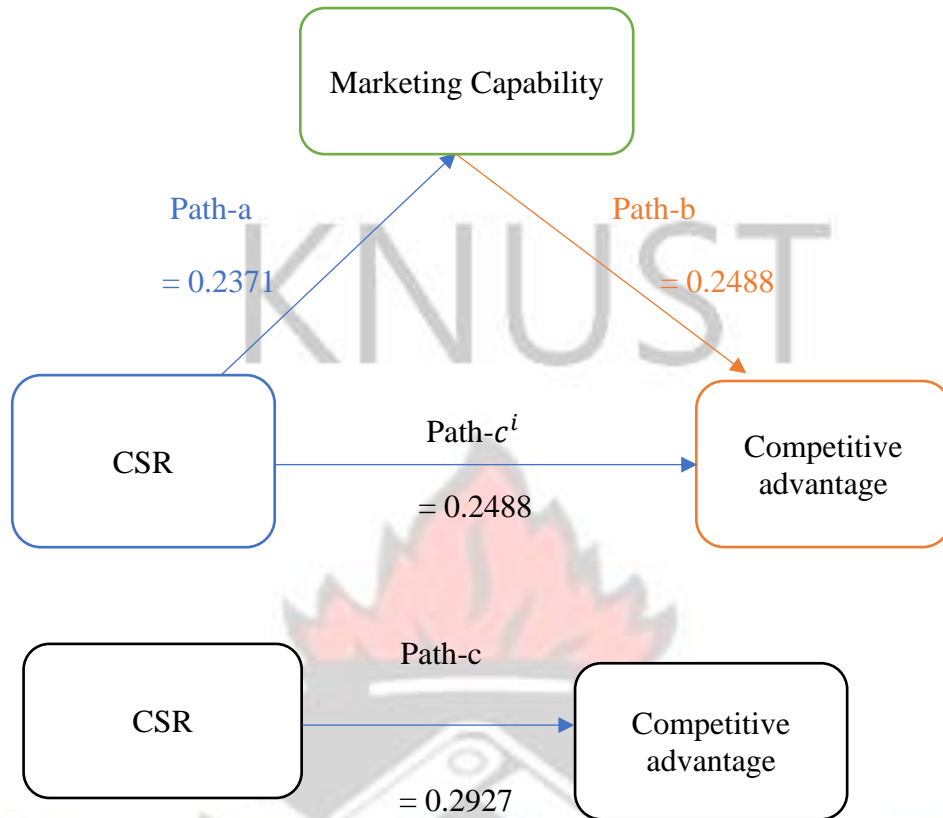 Marketing Capability
Path-a
Path-b
= 0.2371
= 0.2488
KNUST
CSR
Path-cⁱ
= 0.2488
Competitive
advantage
CSR
Path-c
= 0.2927
Competitive
advantage